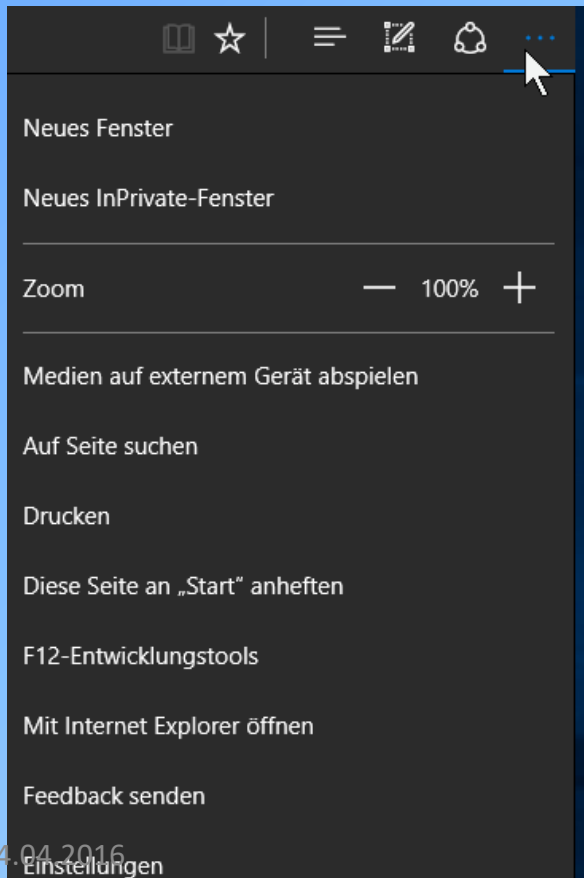 Neues Fenster
Neues InPrivate-Fenster
Zoom — 100% +
Medien auf externem Gerät abspielen
Auf Seite suchen
Drucken
Diese Seite an „Start“ anheften
F12-Entwicklungstools
Mit Internet Explorer öffnen
Feedback senden
4.04.2016
Einstellungen